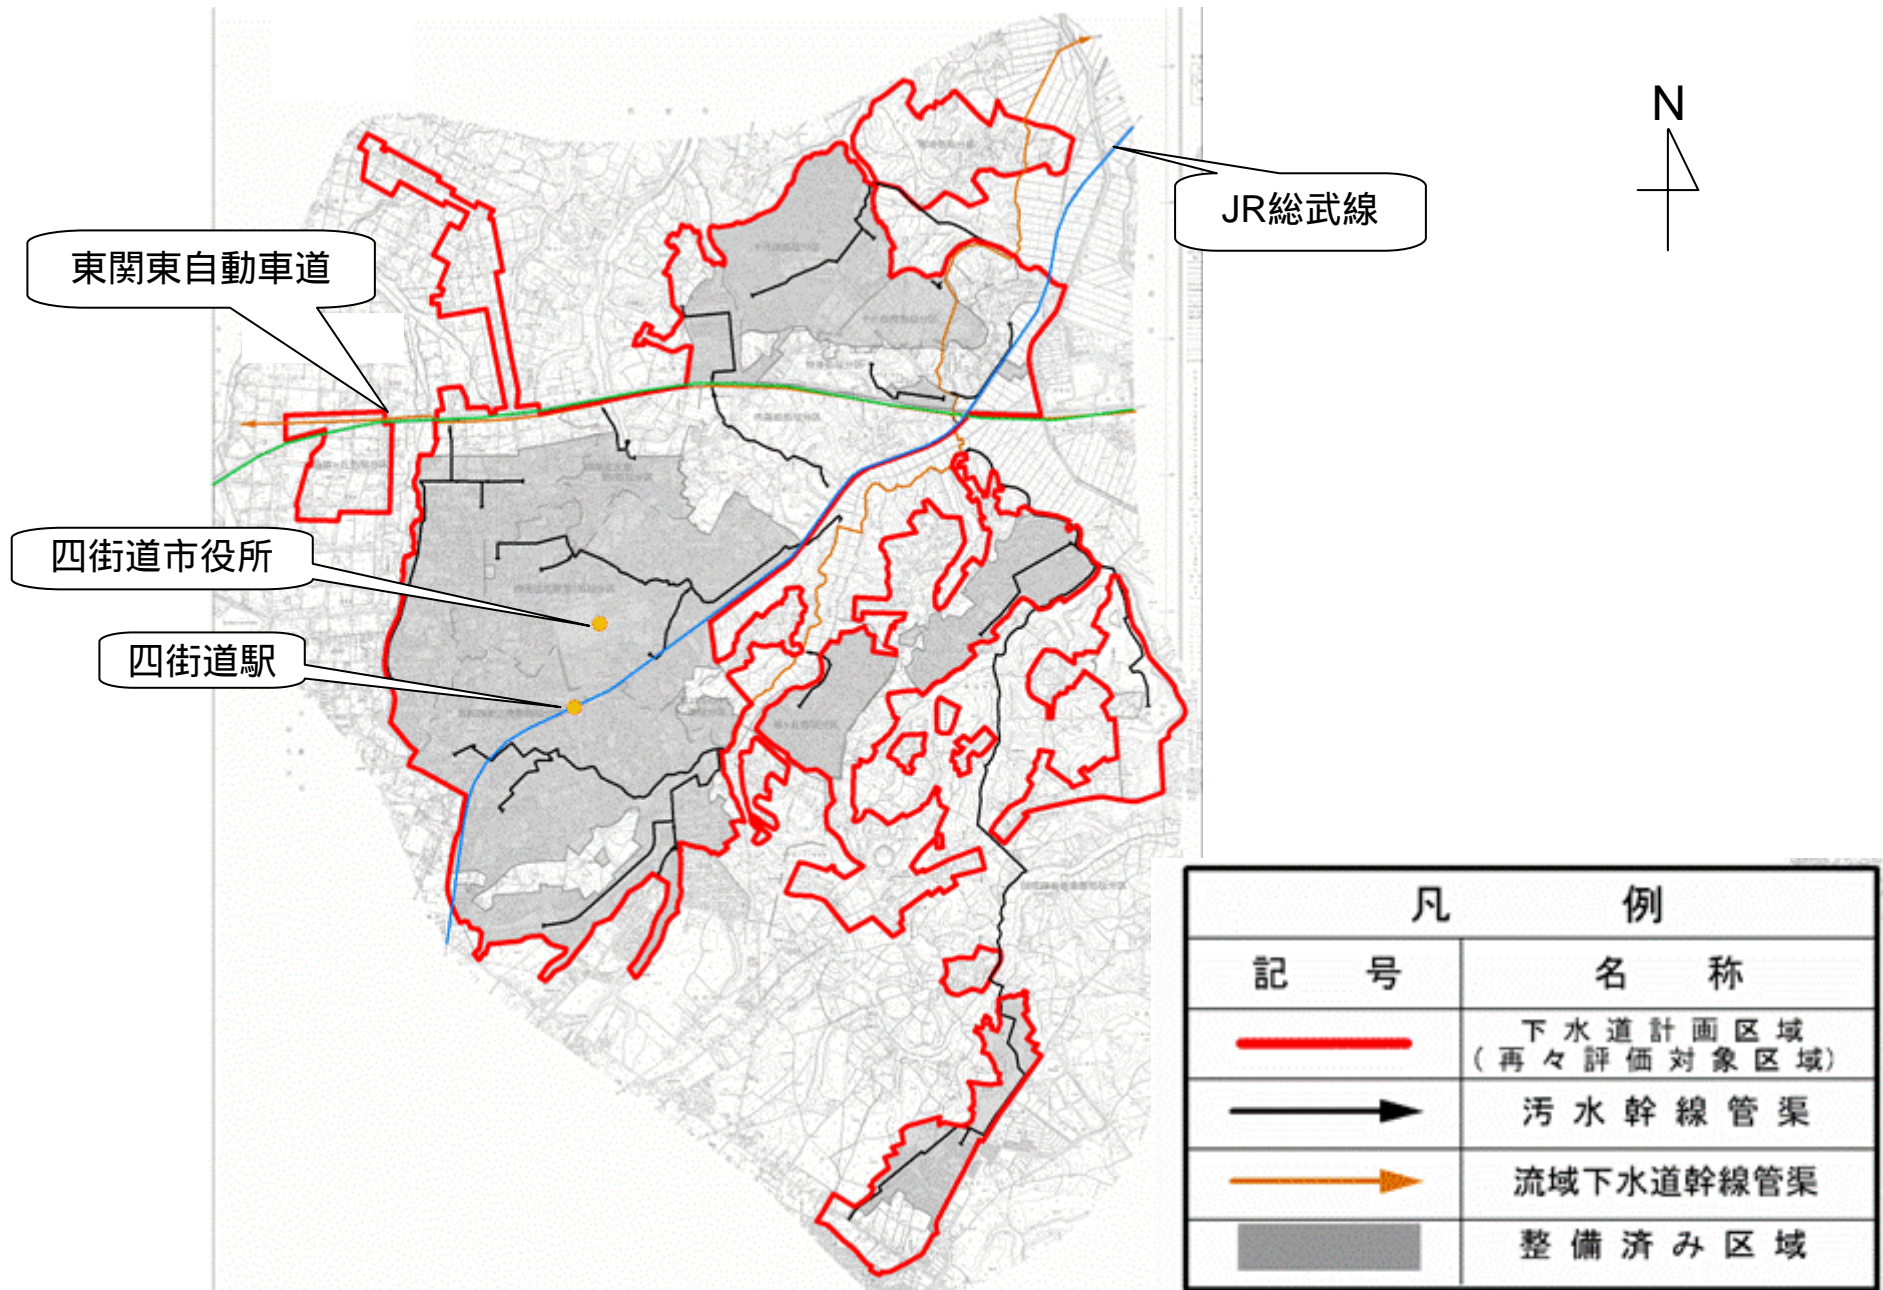 N
JR総武線
東関東自動車道
四街道市役所
四街道駅
凡 例
記 号 名 称
下水道計画区域
(再々評価対象区域)
汚水幹線管渠
流域下水道幹線管渠
整備済み区域